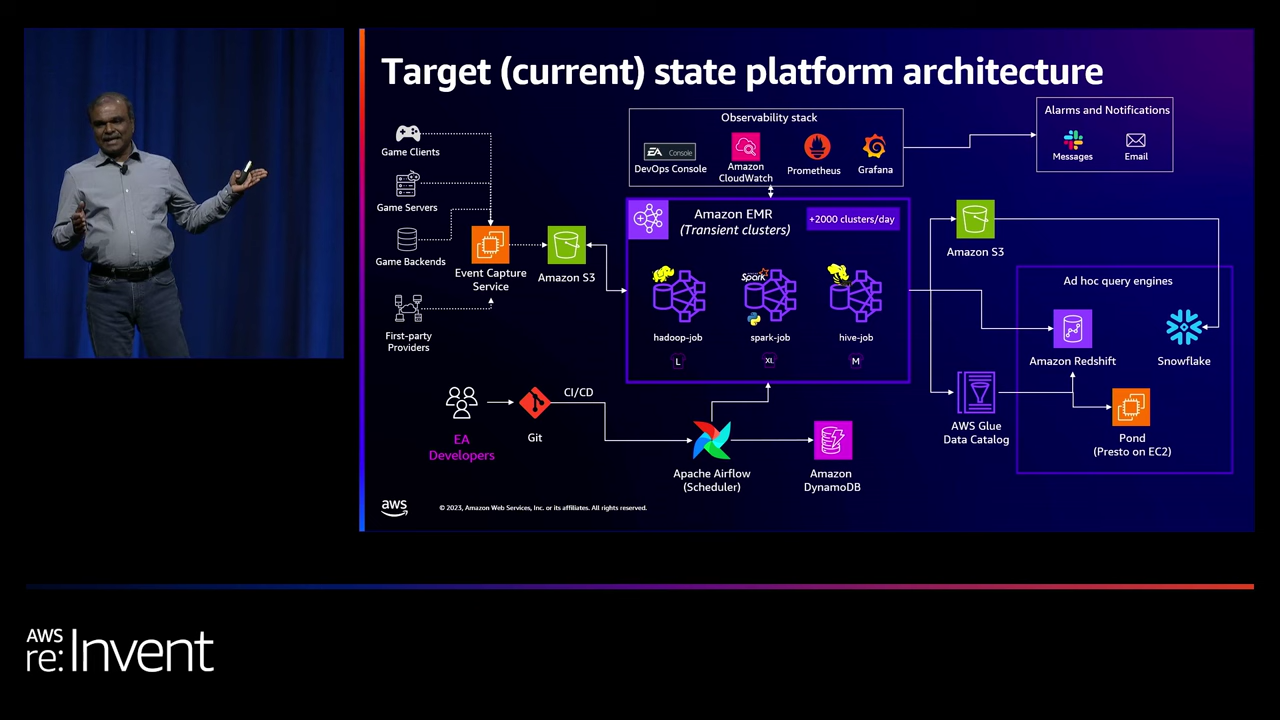 Target (current) state platform architecture
Game Clients
Game Servers
Game Backends
First-party
Providers
Event Capture
Service
Amazon S3
Observability stack
EA Console
DevOps Console
Amazon
CloudWatch
Prometheus
Grafana
Alarms and Notifications
Messages
Email
Amazon EMR
(Transient clusters)
+2000 clusters/day
Spark
hadoop-job
spark-job
hive-job
L
XL
M
Amazon S3
Ad hoc query engines
Amazon Redshift
Snowflake
AWS Glue
Data Catalog
Pond
(Presto on EC2)
EA
Developers
Git
CI/CD
Apache Airflow
(Scheduler)
Amazon
DynamoDB
aws
© 2023, Amazon Web Services, Inc. or its affiliates. All rights reserved.
AWS
re:Invent